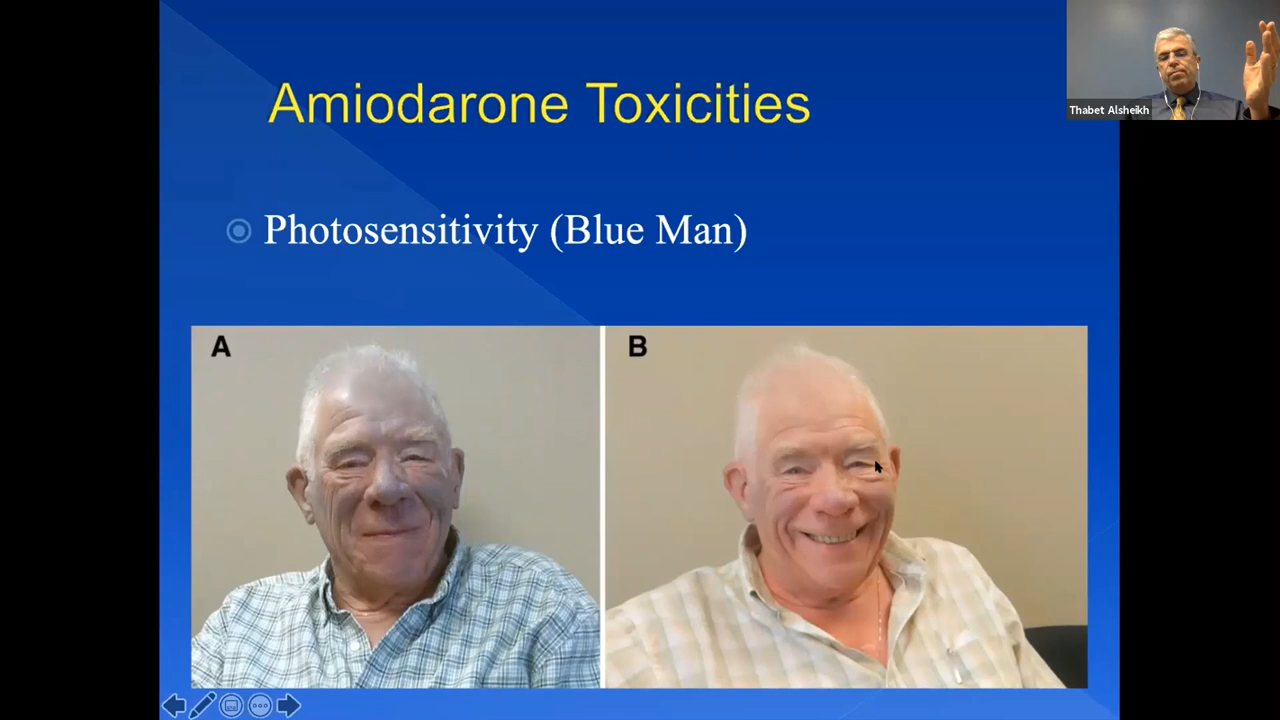 Amiodarone Toxicities
Thabet Alsheikh
Photosensitivity (Blue Man)
A
B